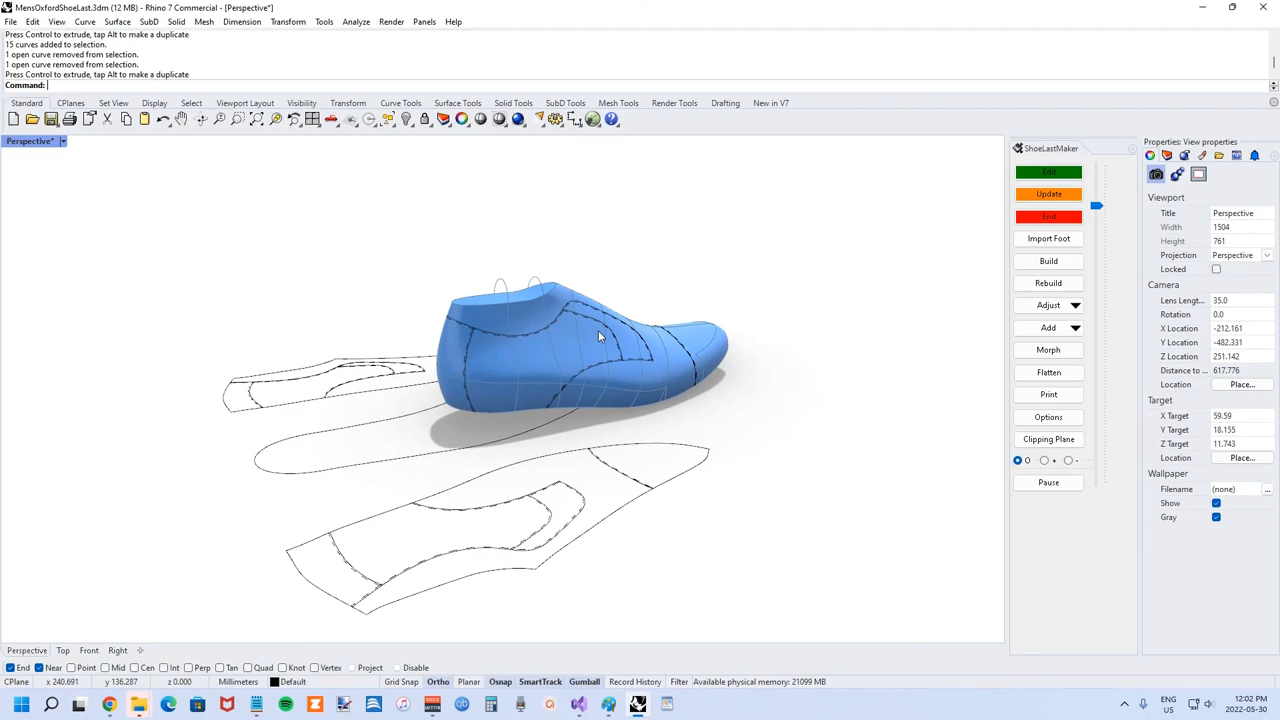 MensOxfordShoeLast.3dm (12 MB) - Rhino 7 Commercial - [Perspective*]
File Edit View Curve Surface SubD Solid Mesh Dimension Transform Tools Analyze Render Panels Help
Press Control to extrude, tap Alt to make a duplicate
15 curves added to selection.
1 open curve removed from selection.
1 open curve removed from selection.
Press Control to extrude, tap Alt to make a duplicate
Command:
Standard CPlanes Set View Display Select Viewport Layout Visibility Transform Curve Tools Surface Tools Solid Tools SubD Tools Mesh Tools Render Tools Drafting New in V7
Perspective*
ShoeLastMaker
Edit
Update
End
Import Foot
Build
Rebuild
Adjust
Add
Morph
Flatten
Print
Options
Clipping Plane
O + -
Pause
Properties: View properties
Viewport
Title Perspective
Width 1504
Height 761
Projection Perspective
Locked
Camera
Lens Lengt... 35.0
Rotation 0.0
X Location -212.161
Y Location -482.331
Z Location 251.142
Distance to ... 617.776
Location Place...
Target
X Target 59.59
Y Target 18.155
Z Target 11.743
Location Place...
Wallpaper
Filename (none) ...
Show
Gray
Perspective Top Front Right
End Near Point Mid Cen Int Perp Tan Quad Knot Vertex Project Disable
CPlane x 240.691 y 136.287 z 0.000 Millimeters Default Grid Snap Ortho Planar Osnap SmartTrack Gumball Record History Filter Available physical memory: 21099 MB
ENG
US
12:02 PM
2022-05-30